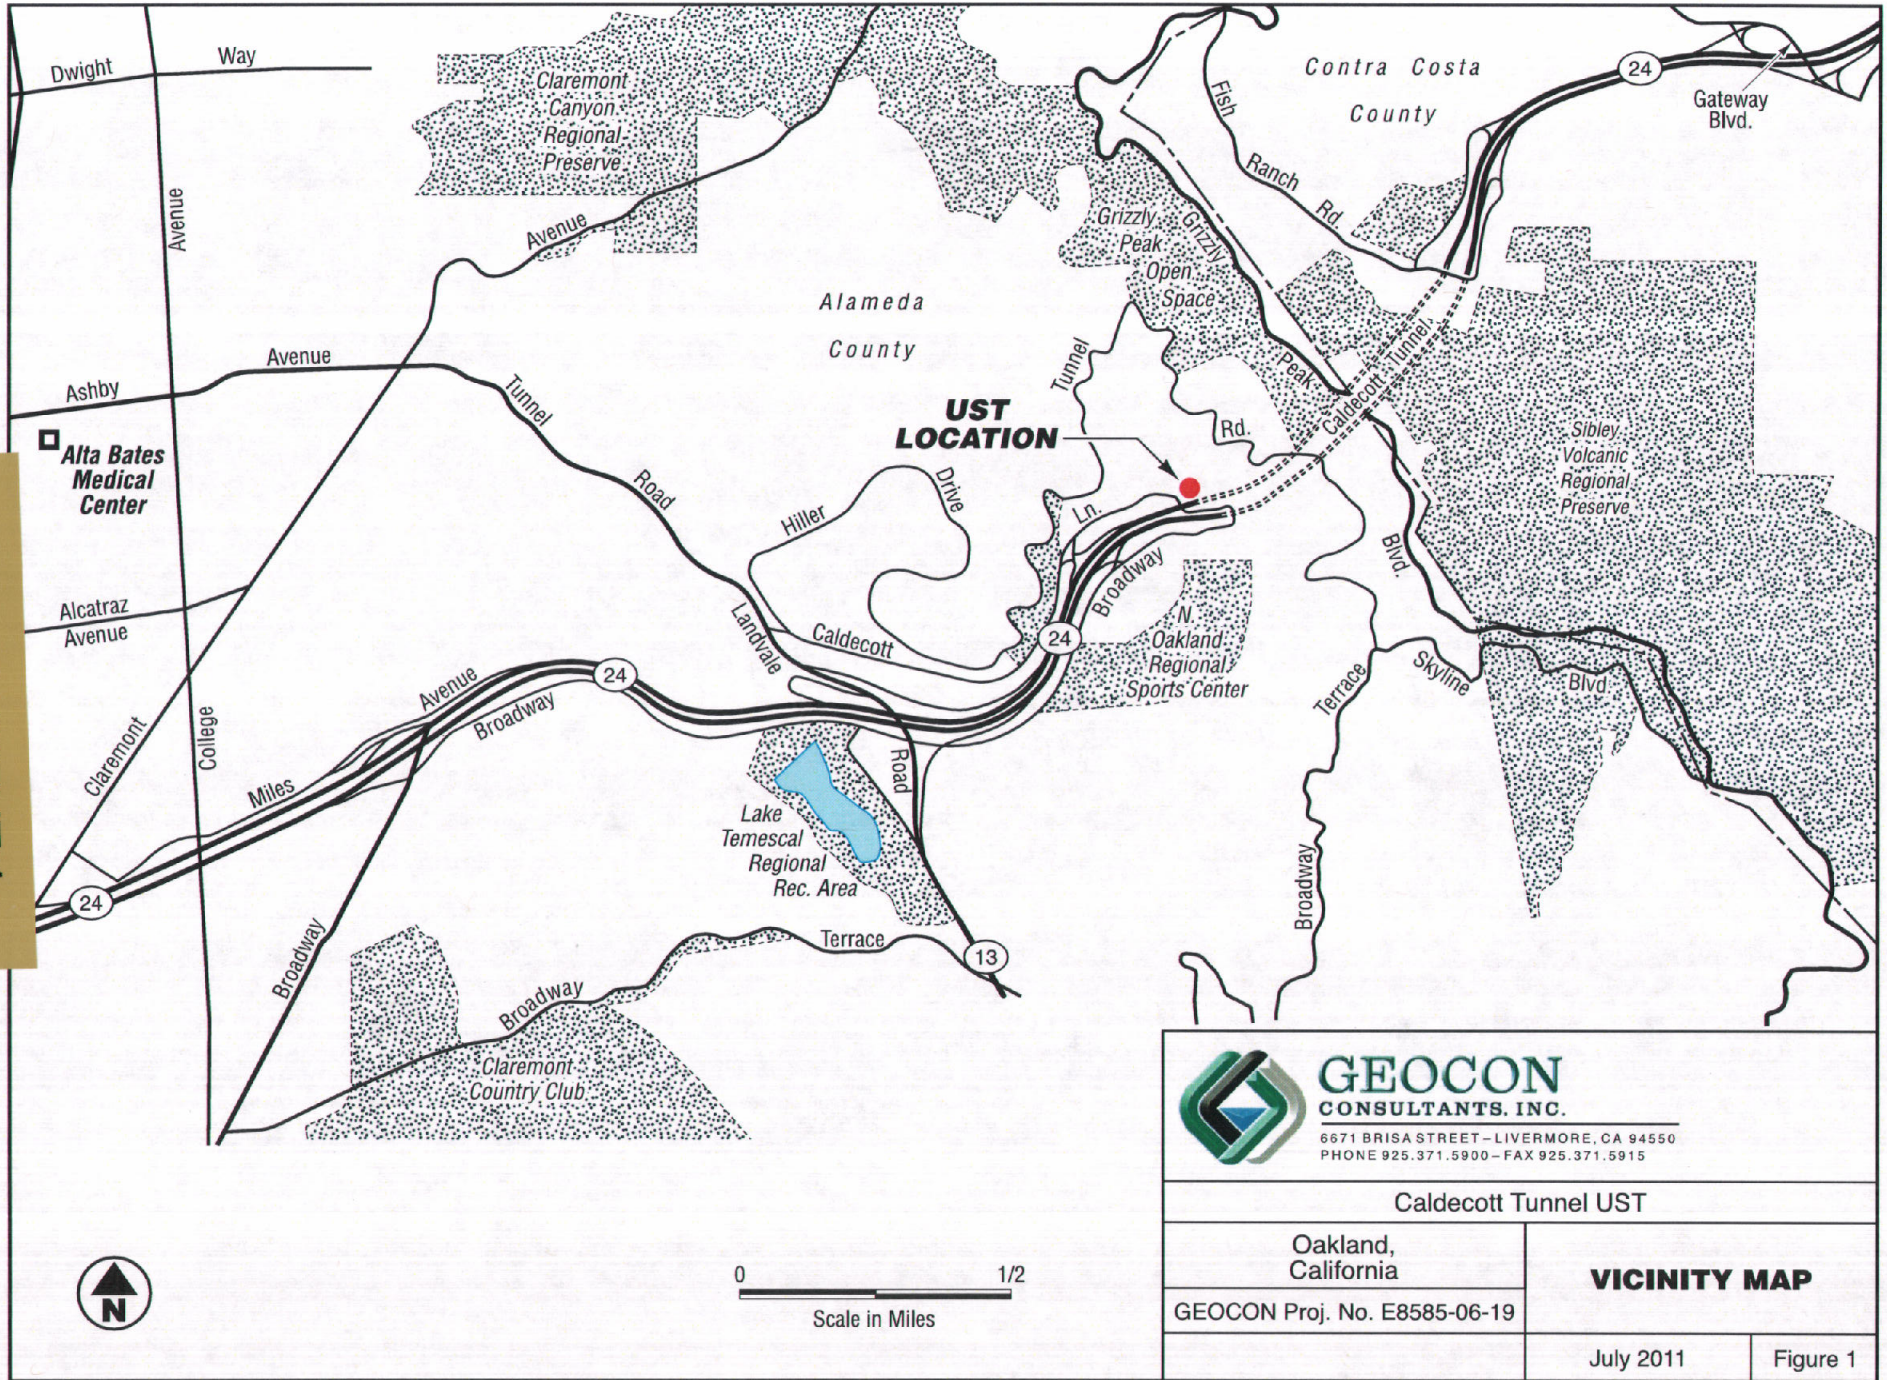 Dwight
Way
Claremont
Canyon
Regional
Preserve
Avenue
Avenue
Fish
Ranch
Rd
Contra Costa
County
24
Gateway
Blvd.
Grizzly
Peak
Open
Space
Grizzly
Peak
Blvd.
Alameda
County
Ashby
Avenue
Tunnel
Road
Alta Bates
Medical
Center
UST
LOCATION
Tunnel
Rd.
Caldecott Tunnel
Sibley
Volcanic
Regional
Preserve
Hiller
Drive
Ln.
Broadway
Alcatraz
Avenue
Landvale
Caldecott
24
N.
Oakland
Regional
Sports Center
Skyline
Blvd
Terrace
Broadway
Claremont
College
Miles
Avenue
Broadway
24
Road
Lake
Temescal
Regional
Rec. Area
24
Broadway
Terrace
13
Broadway
Claremont
Country Club
N
0 1/2
Scale in Miles
GEOCON
CONSULTANTS, INC.
6671 BRISA STREET – LIVERMORE, CA 94550
PHONE 925.371.5900 – FAX 925.371.5915
Caldecott Tunnel UST
Oakland,
California
GEOCON Proj. No. E8585-06-19
VICINITY MAP
July 2011
Figure 1